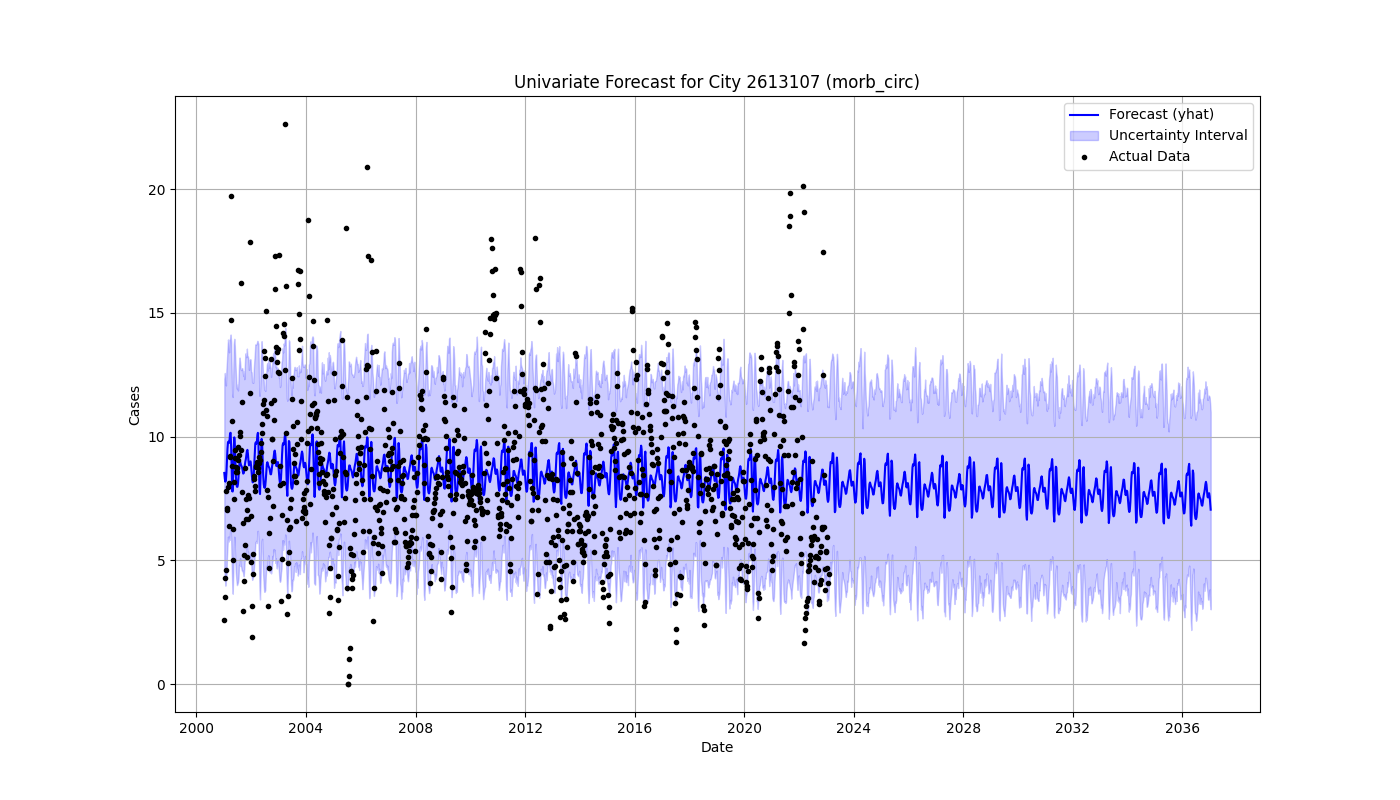 Univariate Forecast for City 2613107 (morb_circ)
Forecast (yhat)
Uncertainty Interval
Actual Data
Cases
20
15
10
5
0
2000 2004 2008 2012 2016 2020 2024 2028 2032 2036
Date